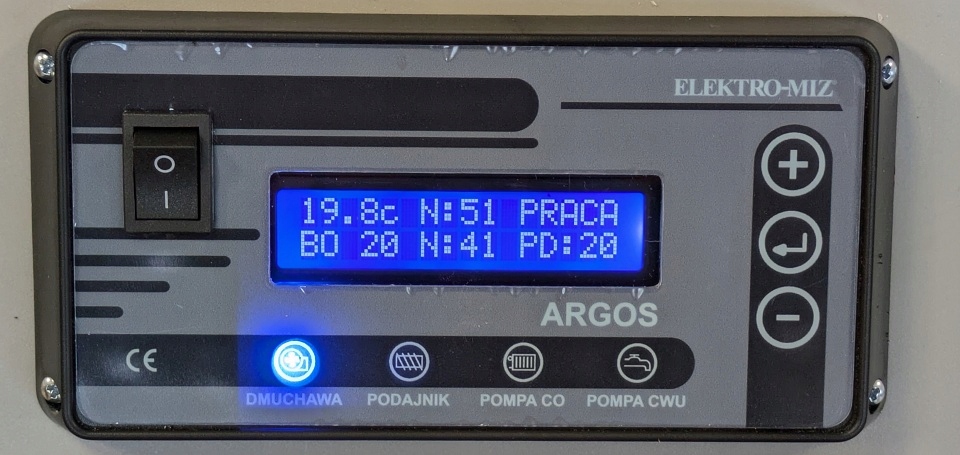 ELEKTRO-MIZ
O
I
19.8c N:51 PRACA
BO 20 N:41 PD:20
ARGOS
CE
DMUCHAWA PODAJNIK POMPA CO POMPA CWU